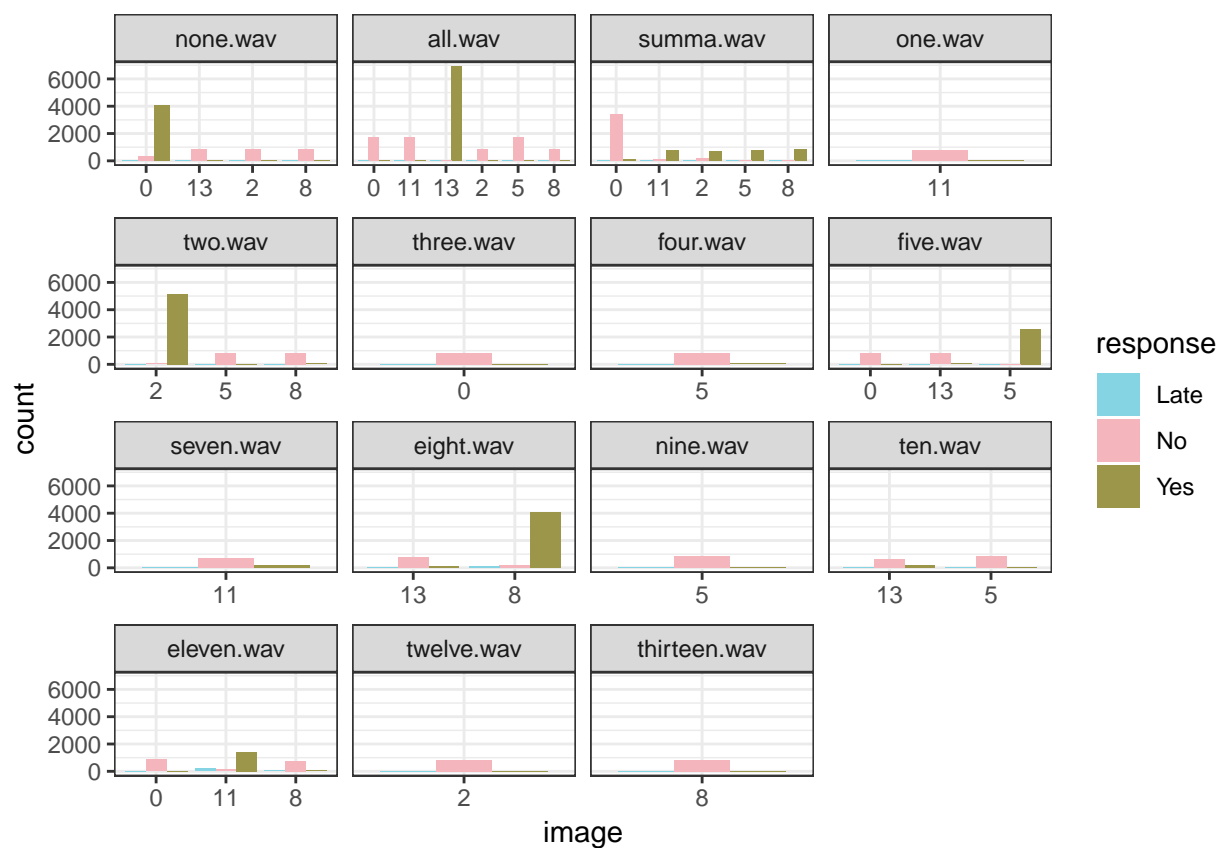 none.wav all.wav summa.wav one.wav
6000
4000
2000
0
0 13 2 8 0 11 13 2 5 8 0 11 2 5 8 11
two.wav three.wav four.wav five.wav
6000
4000
2000
0
2 5 8 0 5 0 13 5
seven.wav eight.wav nine.wav ten.wav
6000
4000
2000
0
11 13 8 5 13 5
eleven.wav twelve.wav thirteen.wav
6000
4000
2000
0
0 11 8 2 8
image
count
response
Late
No
Yes